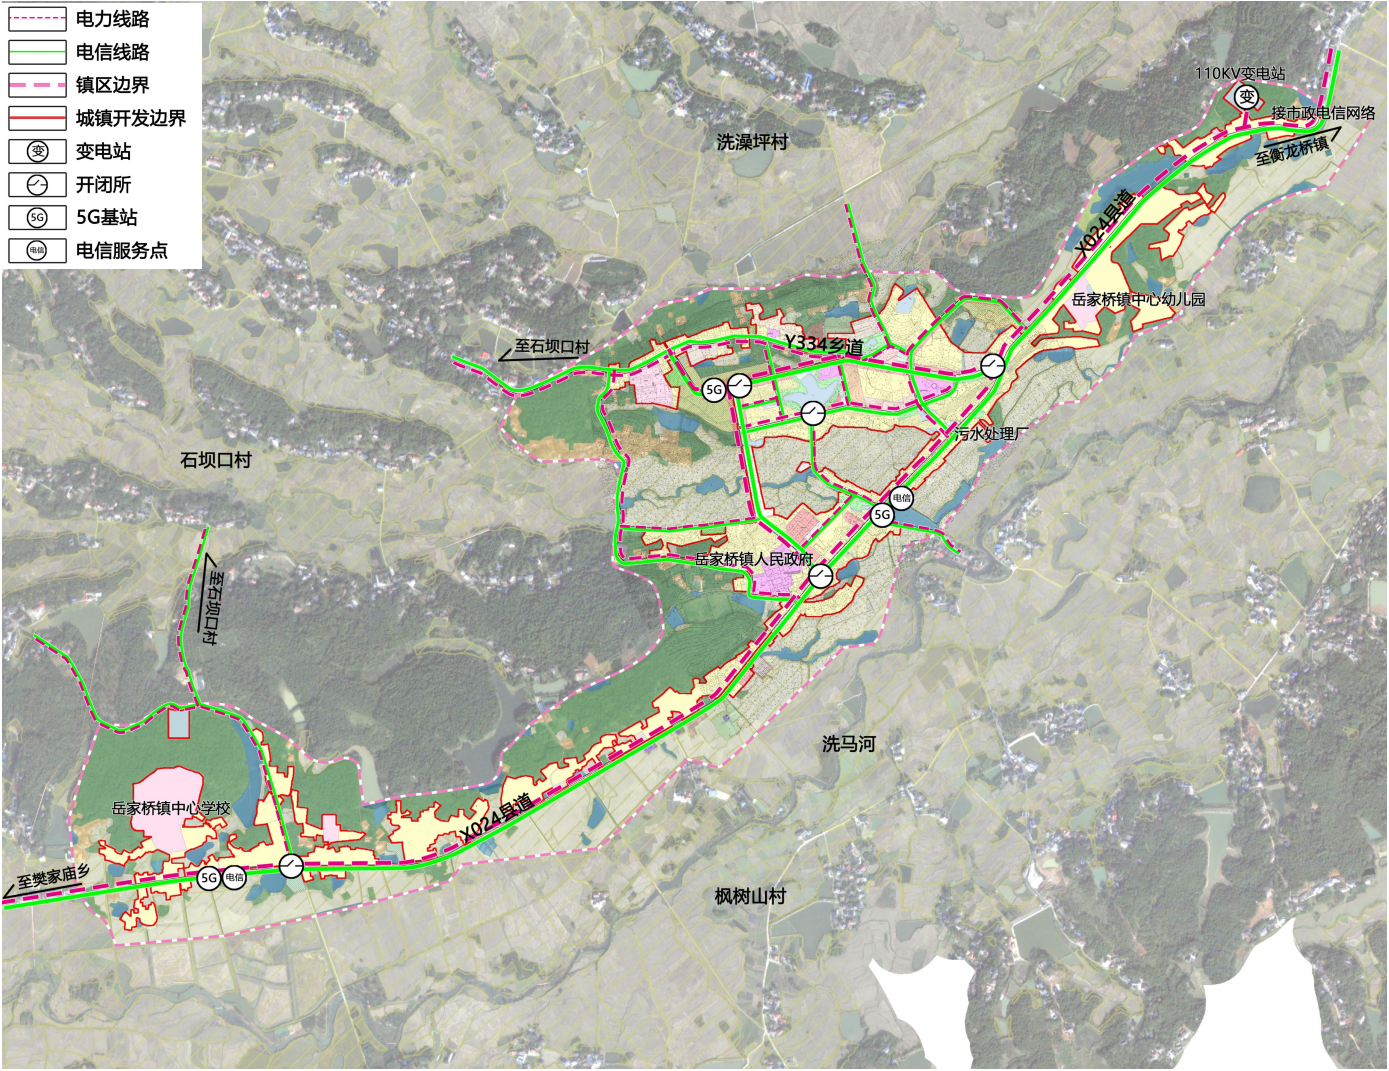 电力线路
电信线路
镇区边界
城镇开发边界
变
变电站
开闭所
5G
5G基站
电信
电信服务点
110KV变电站
变
接市政电信网络
至衡龙桥镇
洗澡坪村
X024县道
岳家桥镇中心幼儿园
至石坝口村
Y334乡道
5G
污水处理厂
石坝口村
电信
5G
岳家桥镇人民政府
至石坝口村
洗马河
岳家桥镇中心学校
X024县道
至樊家庙乡
5G
电信
枫树山村